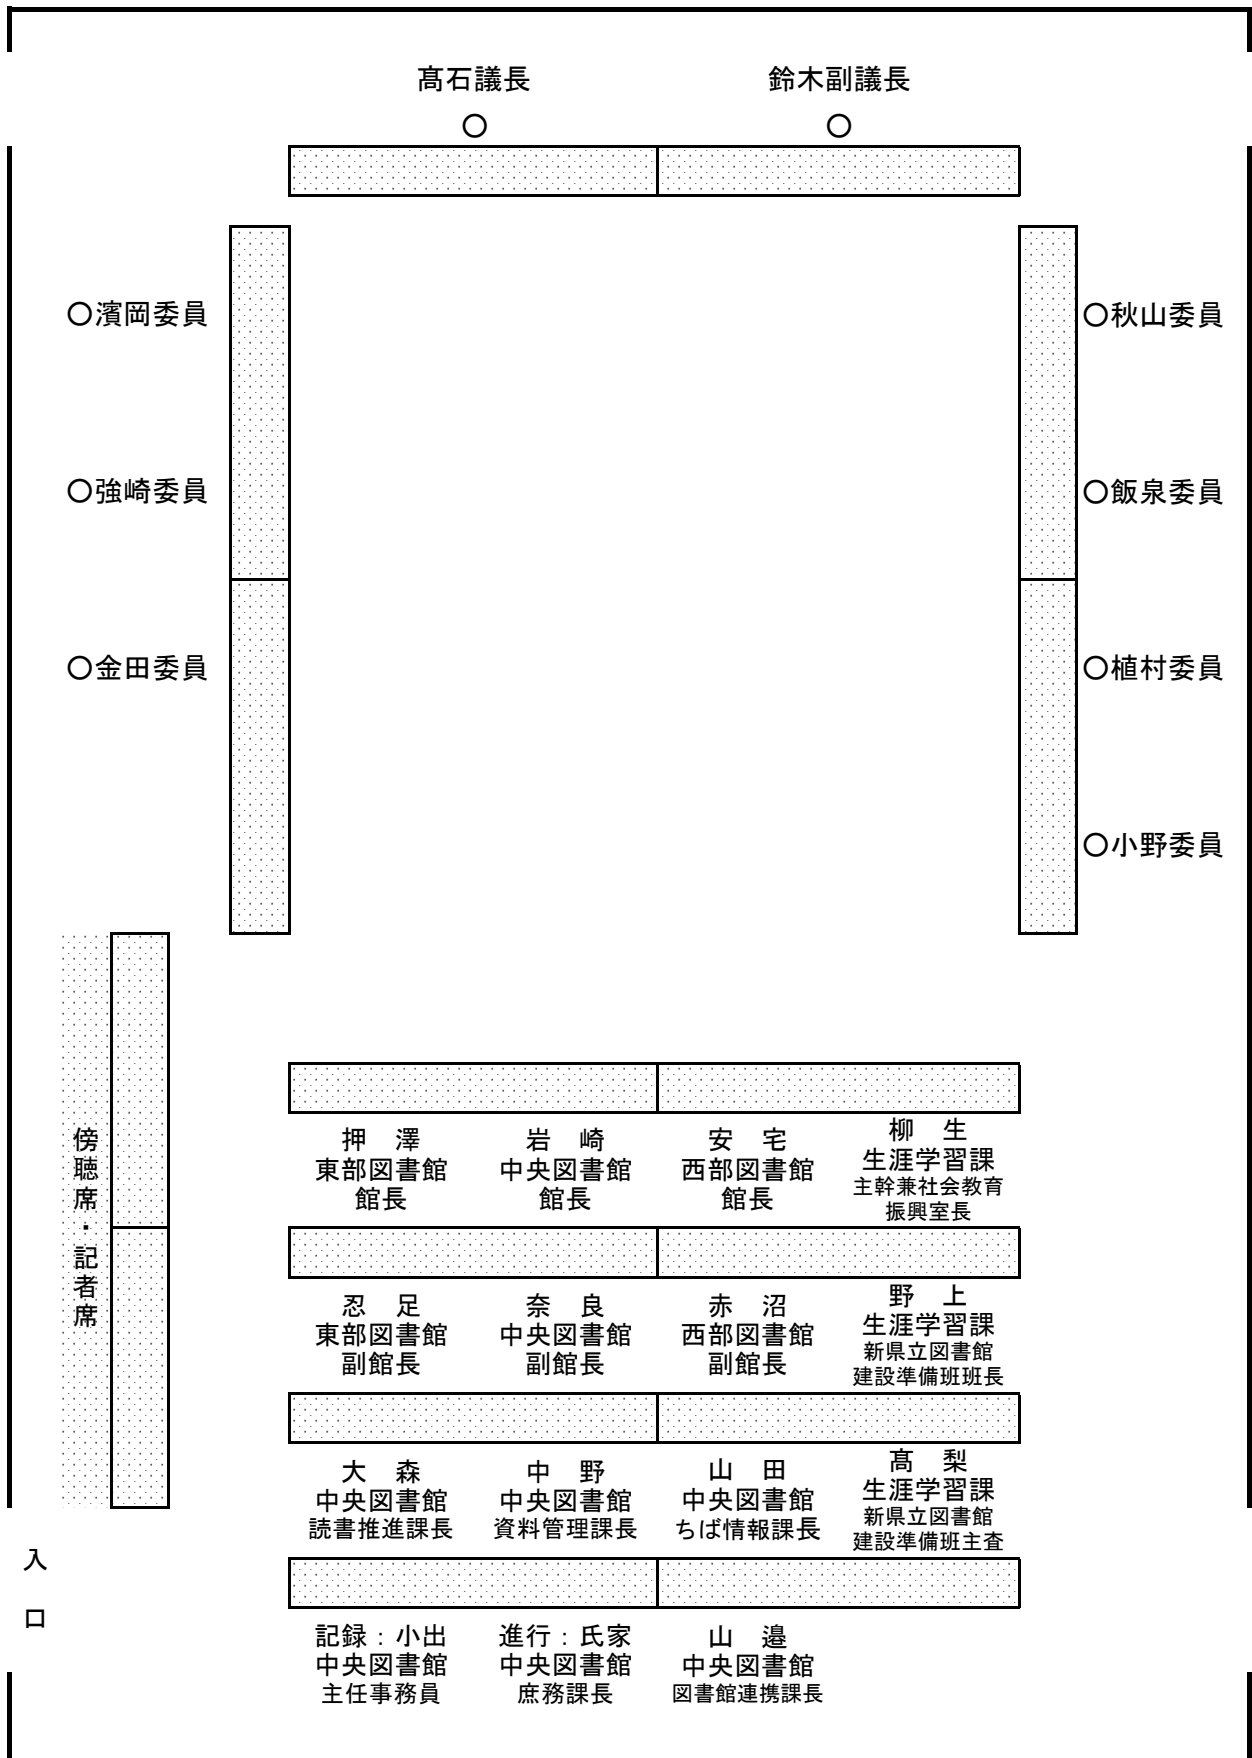 髙石議長
鈴木副議長
○
○
○濱岡委員
○秋山委員
○強崎委員
○飯泉委員
○金田委員
○植村委員
○小野委員
傍聴席・記者席
押　澤
東部図書館
館長
岩　崎
中央図書館
館長
安　宅
西部図書館
館長
柳　生
生涯学習課
主幹兼社会教育
振興室長
忍　足
東部図書館
副館長
奈　良
中央図書館
副館長
赤　沼
西部図書館
副館長
野　上
生涯学習課
新県立図書館
建設準備班班長
大　森
中央図書館
読書推進課長
中　野
中央図書館
資料管理課長
山　田
中央図書館
ちば情報課長
髙　梨
生涯学習課
新県立図書館
建設準備班主査
入口
記録：小出
中央図書館
主任事務員
進行：氏家
中央図書館
庶務課長
山　邉
中央図書館
図書館連携課長